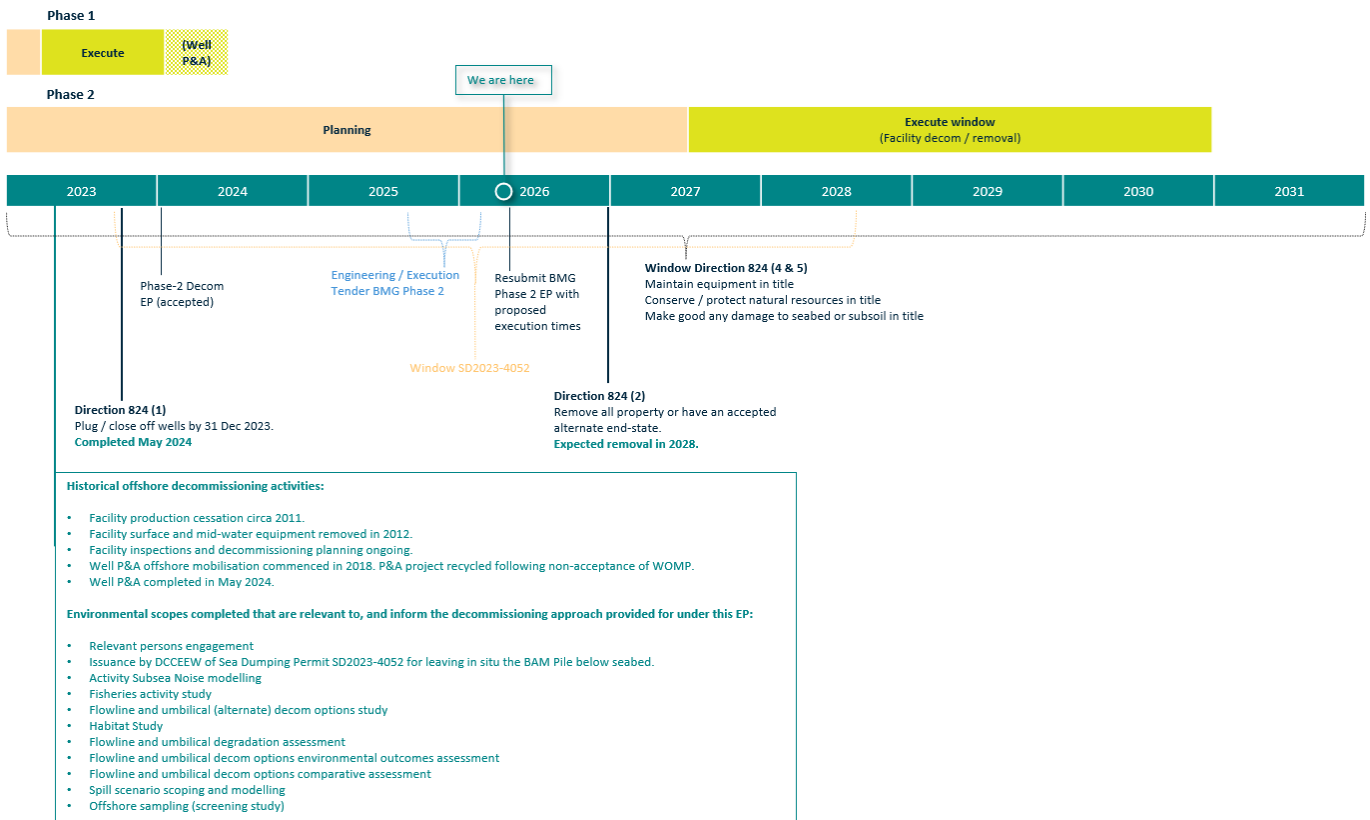 Phase 1
Execute
(Well
P&A)
We are here
Phase 2
Planning
Execute window
(Facility decom / removal)
2023
2024
2025
2026
2027
2028
2029
2030
2031
Phase-2 Decom
EP (accepted)
Engineering / Execution
Tender BMG Phase 2
Resubmit BMG
Phase 2 EP with
proposed
execution times
Window Direction 824 (4 & 5)
Maintain equipment in title
Conserve / protect natural resources in title
Make good any damage to seabed or subsoil in title
Window SD2023-4052
Direction 824 (1)
Plug / close off wells by 31 Dec 2023.
Completed May 2024
Direction 824 (2)
Remove all property or have an accepted
alternate end-state.
Expected removal in 2028.
Historical offshore decommissioning activities:
• Facility production cessation circa 2011.
• Facility surface and mid-water equipment removed in 2012.
• Facility inspections and decommissioning planning ongoing.
• Well P&A offshore mobilisation commenced in 2018. P&A project recycled following non-acceptance of WOMP.
• Well P&A completed in May 2024.
Environmental scopes completed that are relevant to, and inform the decommissioning approach provided for under this EP:
• Relevant persons engagement
• Issuance by DCCEEW of Sea Dumping Permit SD2023-4052 for leaving in situ the BAM Pile below seabed.
• Activity Subsea Noise modelling
• Fisheries activity study
• Flowline and umbilical (alternate) decom options study
• Habitat Study
• Flowline and umbilical degradation assessment
• Flowline and umbilical decom options environmental outcomes assessment
• Flowline and umbilical decom options comparative assessment
• Spill scenario scoping and modelling
• Offshore sampling (screening study)